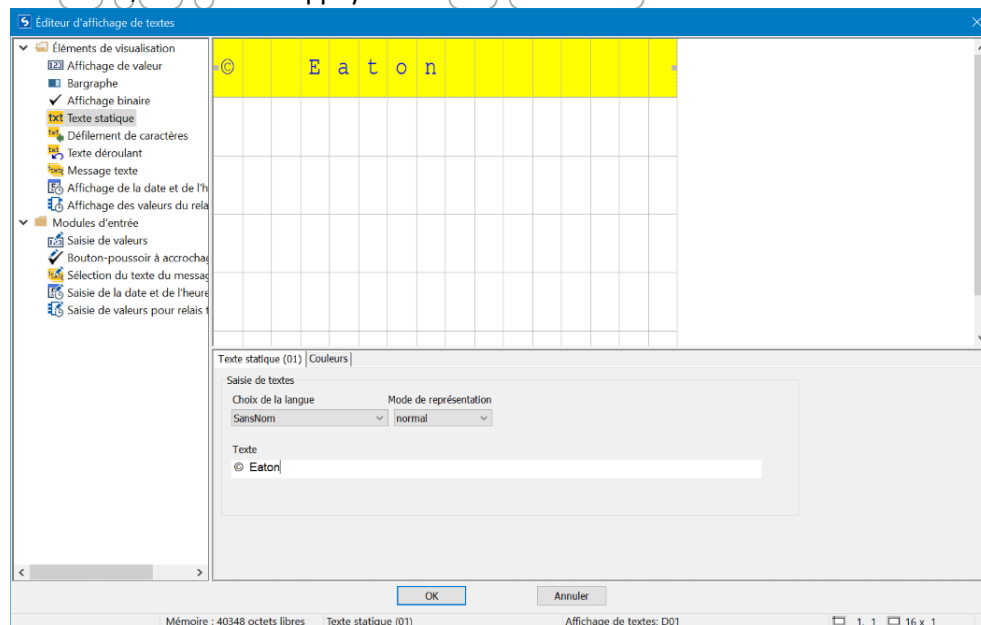 Éditeur d'affichage de textes
Éléments de visualisation
Affichage de valeur
Bargraphe
Affichage binaire
txt Texte statique
Défilement de caractères
Texte déroulant
Message texte
Affichage de la date et de l'h
Affichage des valeurs du rela
Modules d'entrée
Saisie de valeurs
Bouton-poussoir à accrochag
Sélection du texte du messag
Saisie de la date et de l'heure
Saisie de valeurs pour relais t
© Eaton
Texte statique (01) Couleurs
Saisie de textes
Choix de la langue Mode de représentation
SansNom normal
Texte
© Eaton
OK Annuler
Mémoire : 40348 octets libres Texte statique (01) Affichage de textes: D01 1, 1 16 x 1